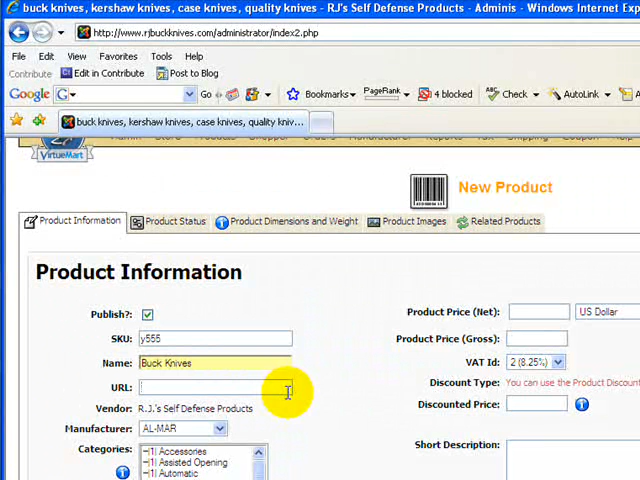 buck knives, kershaw knives, case knives, quality knives - RJ's Self Defense Products - Adminis - Windows Internet Exp
http://www.rjbuckknives.com/administrator/index2.php
File Edit View Favorites Tools Help
Contribute Edit in Contribute Post to Blog
Google G Go Bookmarks PageRank 4 blocked Check AutoLink A
buck knives, kershaw knives, case knives, quality kniv...
VirtueMart
New Product
Product Information Product Status Product Dimensions and Weight Product Images Related Products
Product Information
Publish?:
Product Price (Net): US Dollar
SKU: y555
Product Price (Gross):
Name: Buck Knives
VAT Id: 2 (8.25%)
URL:
Discount Type: You can use the Product Discount
Vendor: R.J.'s Self Defense Products
Discounted Price:
Manufacturer: AL-MAR
Categories: -|1| Accessories
Short Description:
-|1| Assisted Opening
-|1| Automatic